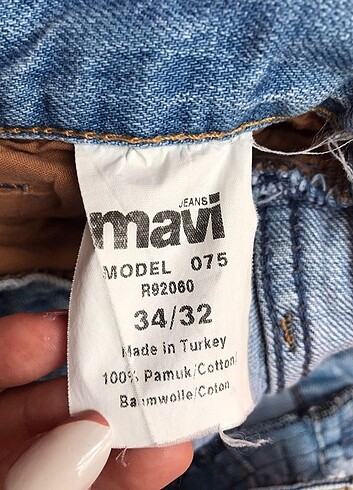 JEANS
mavi
MODEL 075
R92060
34/32
Made in Turkey
100% Pamuk/Cotton
Baumwolle/Coton